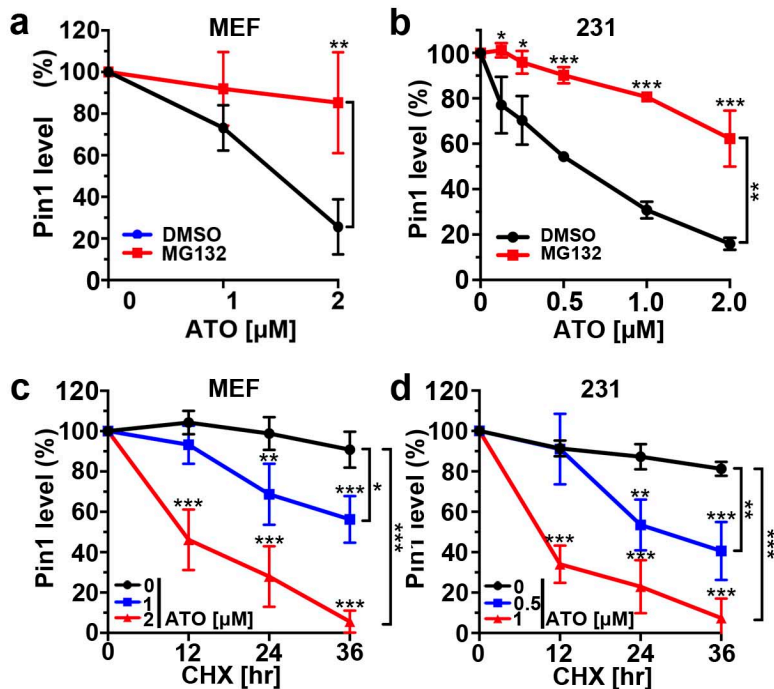 a
MEF
Pin1 level (%)
120
100
80
60
40
20
0
**
DMSO
MG132
0 1 2
ATO [µM]
b
231
Pin1 level (%)
120
100
80
60
40
20
0
* * *** *** ***
**
DMSO
MG132
0 0.5 1.0 2.0
ATO [µM]
c
MEF
Pin1 level (%)
120
100
80
60
40
20
0
**
***
***
***
***
*
***
0
1
2
ATO [µM]
0 12 24 36
CHX [hr]
d
231
Pin1 level (%)
120
100
80
60
40
20
0
**
***
***
***
***
**
***
0
0.5
1
ATO [µM]
0 12 24 36
CHX [hr]